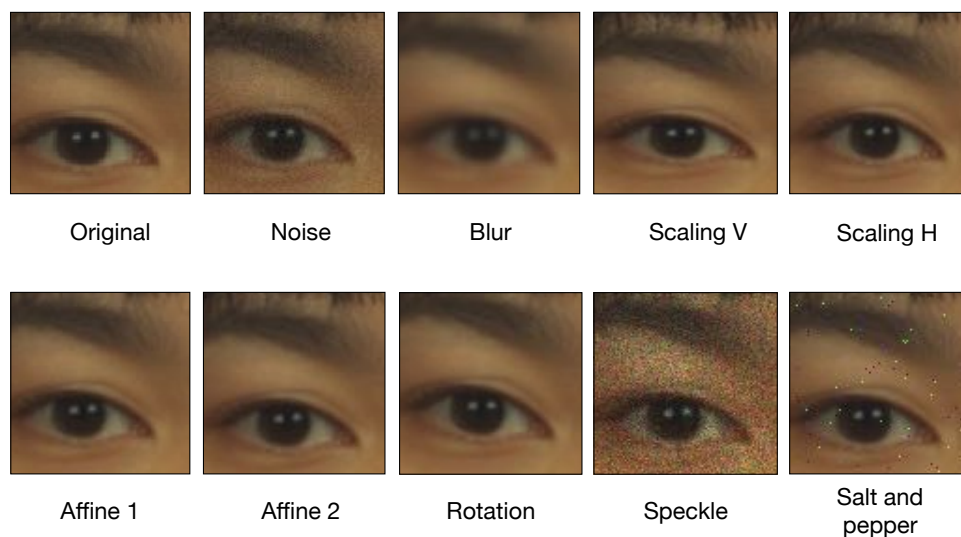 Original
Noise
Blur
Scaling V
Scaling H
Affine 1
Affine 2
Rotation
Speckle
Salt and
pepper